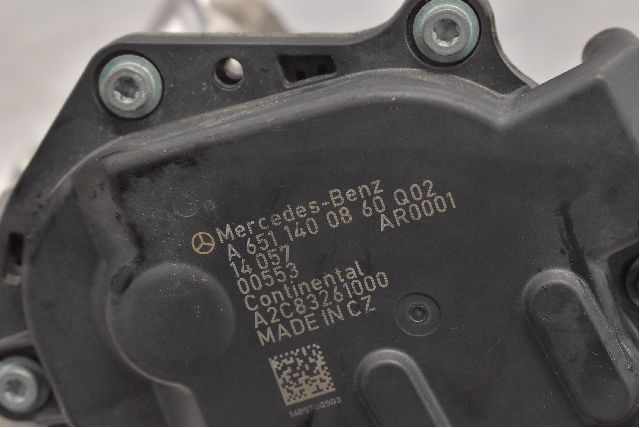 Mercedes-Benz
A 651 140 08 60 Q02
14 057 AR0001
00553
Continental
A2C83261000
MADE IN CZ